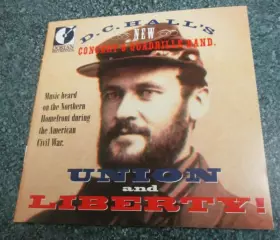 DORIAN
D.C. HALL'S
NEW
CONCERT & QUADRILLE BAND.
Music heard
on the Northern
Homefront during
the American
Civil War.
UNION
and
LIBERTY!